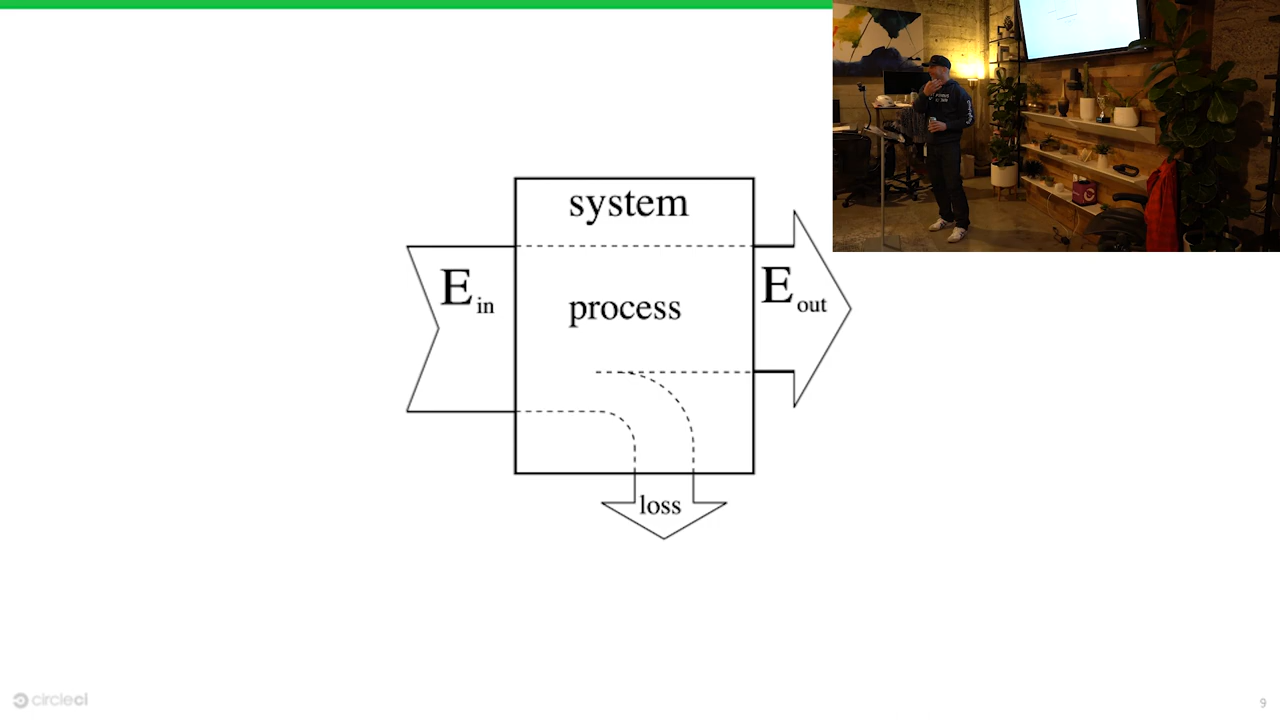 system
E in
process
E out
loss
circleci
9